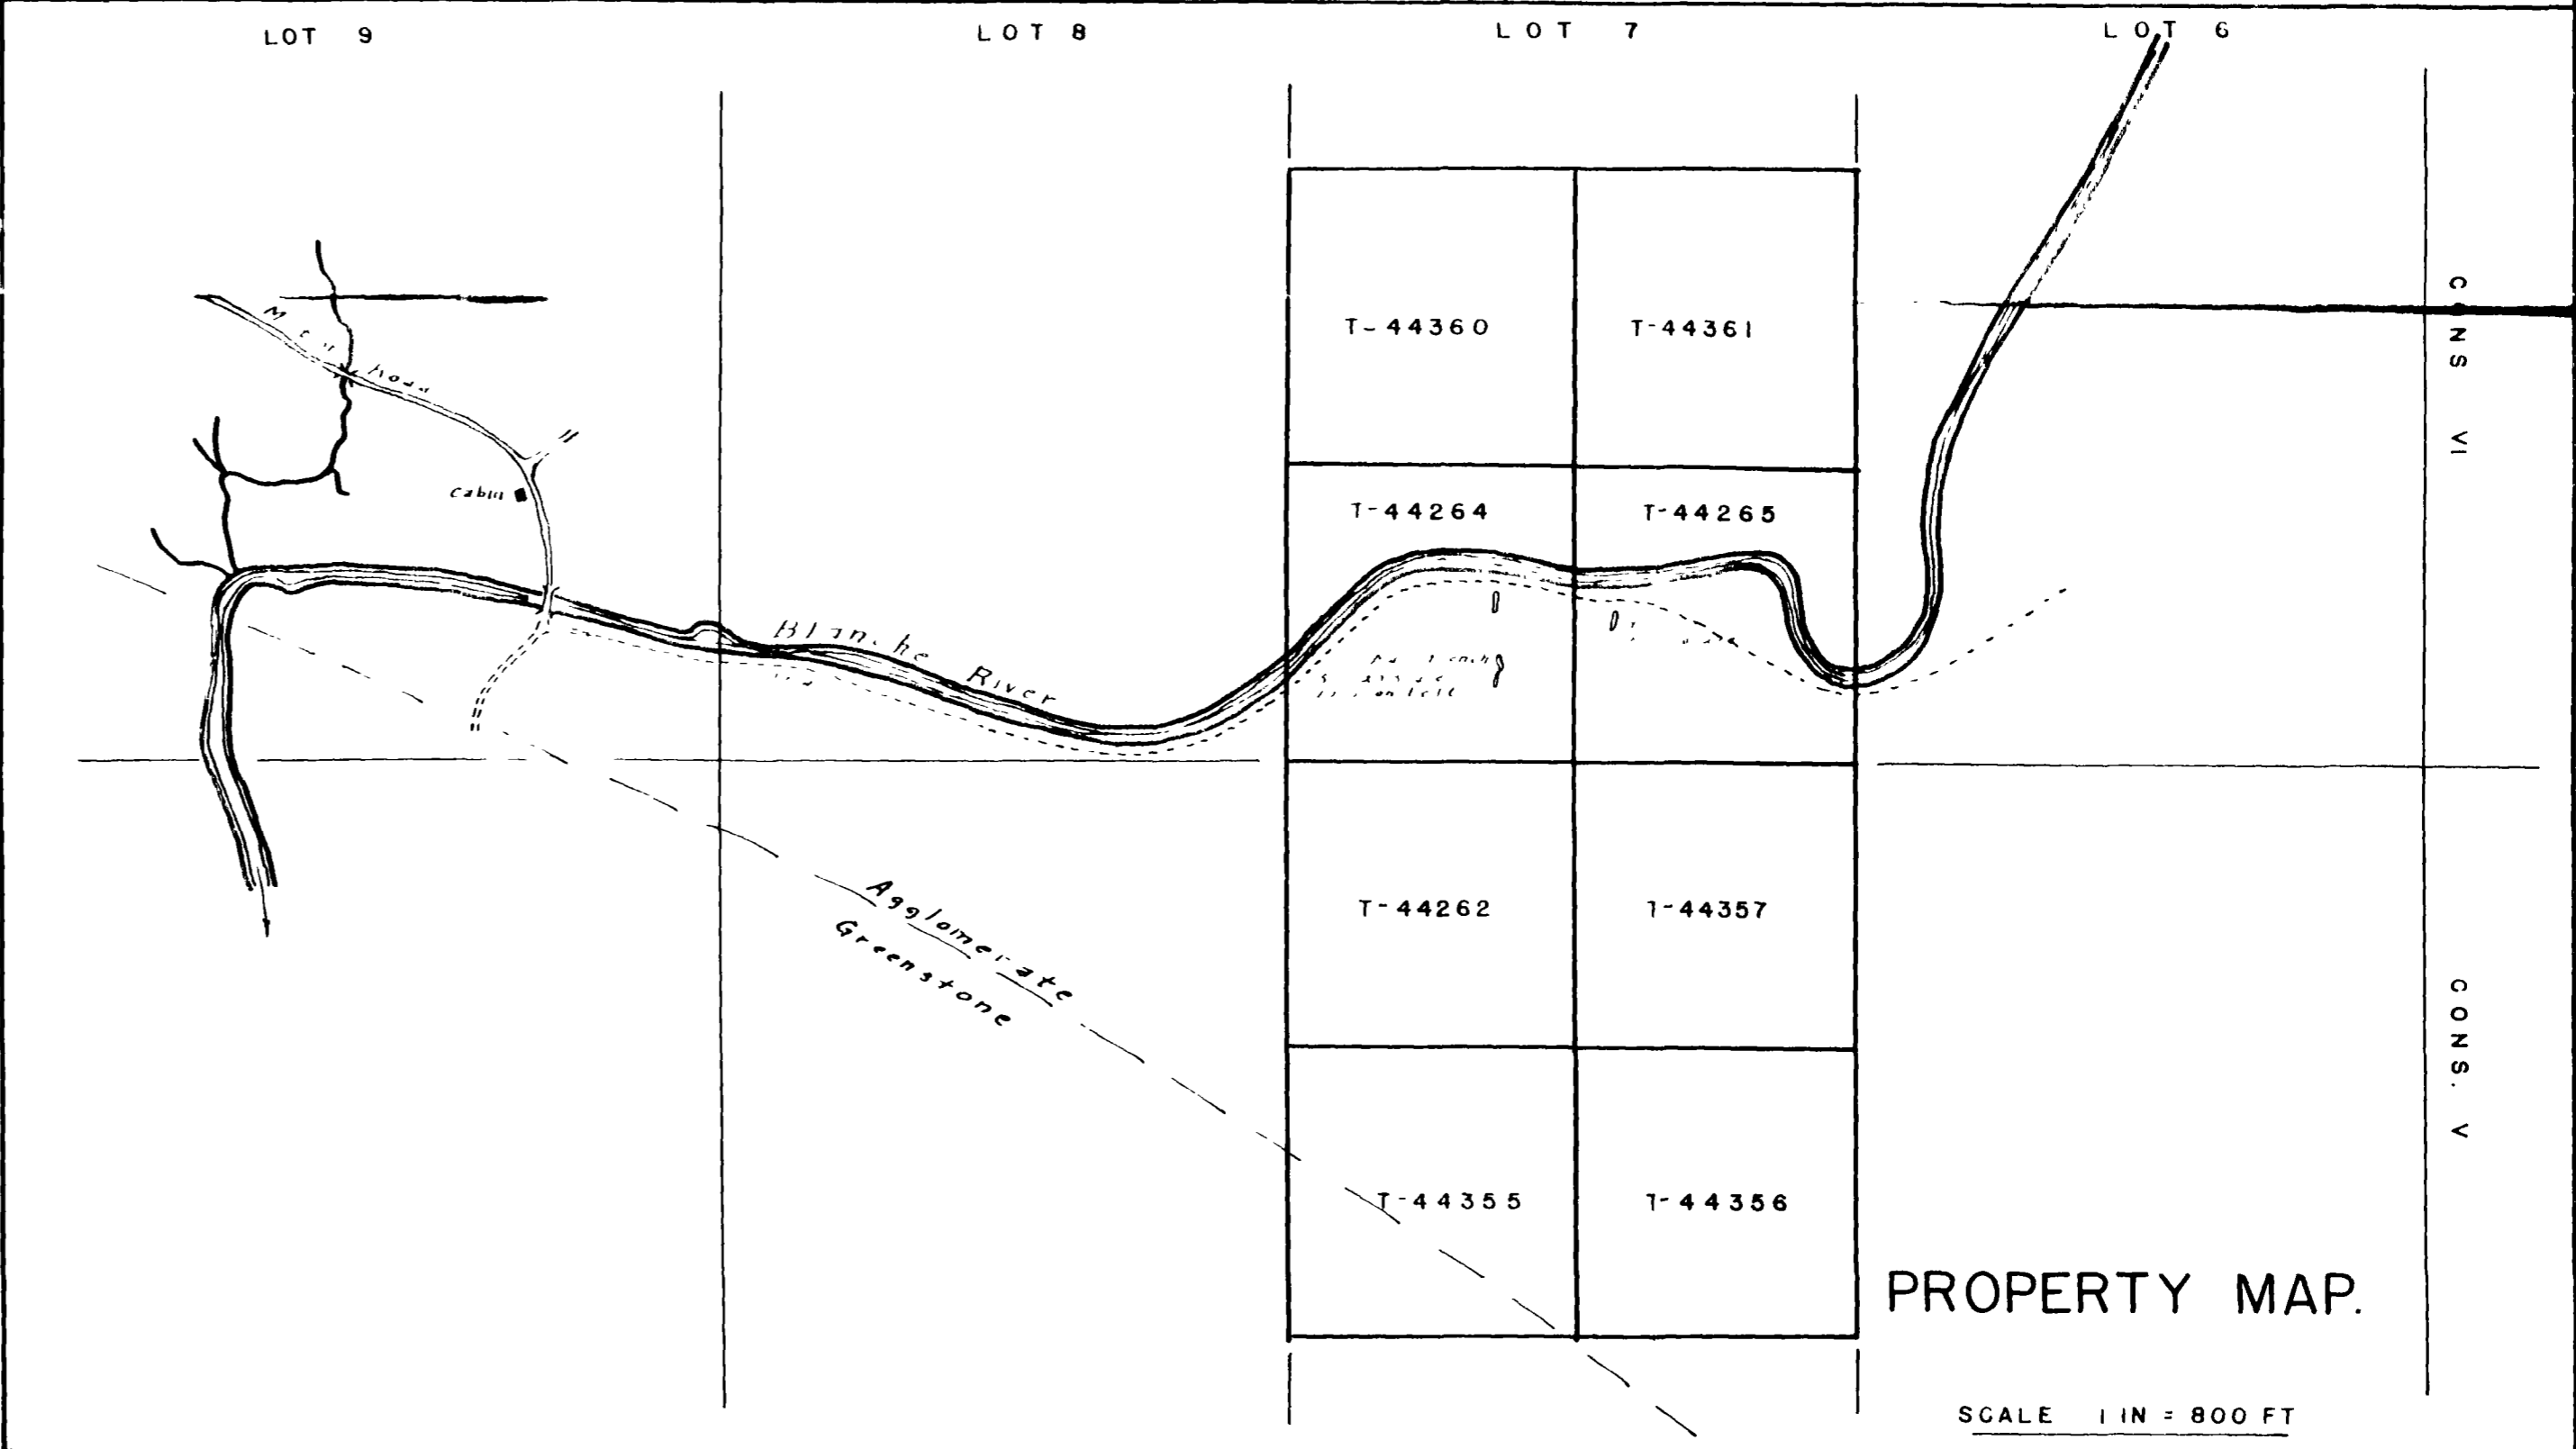 LOT 9
LOT 8
LOT 7
LOT 6
CONS VI
T-44360
T-44361
Road
Cabin
T-44264
T-44265
Blanche River
T-44262
T-44357
Agglomerate
Greenstone
CONS. V
T-44355
T-44356
PROPERTY MAP.
SCALE 1 IN = 800 FT